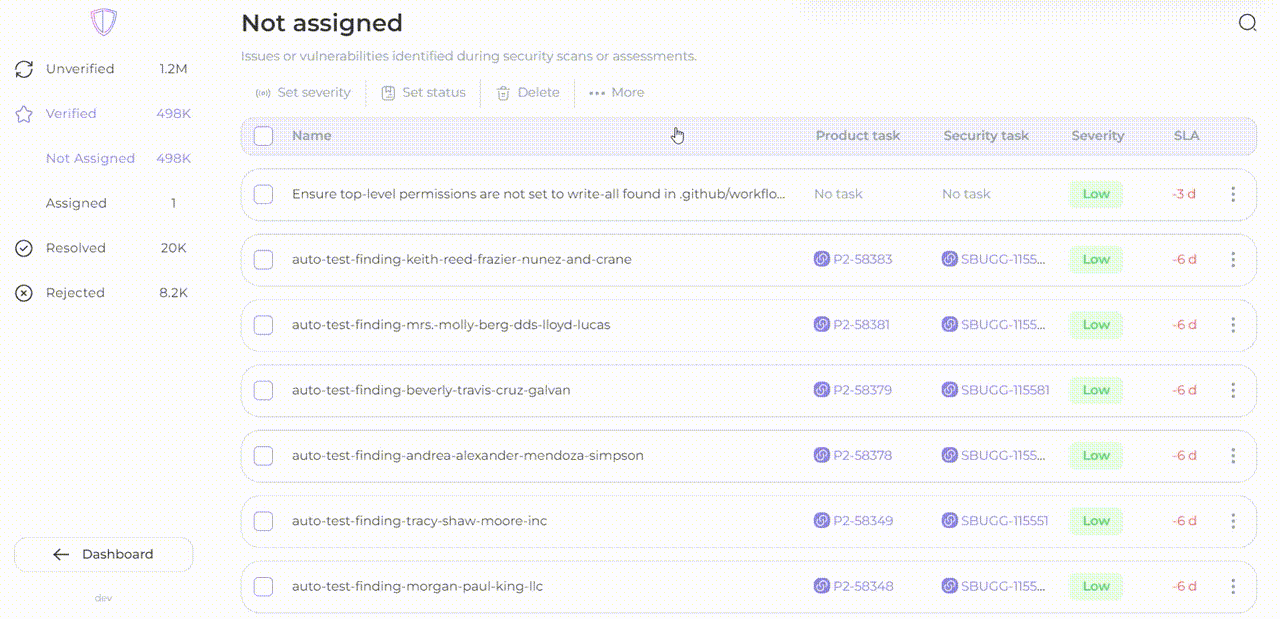 Not assigned
Issues or vulnerabilities identified during security scans or assessments.
Unverified 1.2M
Verified 498K
Not Assigned 498K
Assigned 1
Resolved 20K
Rejected 8.2K
Dashboard
dev
Set severity Set status Delete More
Name Product task Security task Severity SLA
Ensure top-level permissions are not set to write-all found in .github/workflo... No task No task Low -3 d
auto-test-finding-keith-reed-frazier-nunez-and-crane P2-58383 SBUGG-1155... Low -6 d
auto-test-finding-mrs.-molly-berg-dds-lloyd-lucas P2-58381 SBUGG-1155... Low -6 d
auto-test-finding-beverly-travis-cruz-galvan P2-58379 SBUGG-115581 Low -6 d
auto-test-finding-andrea-alexander-mendoza-simpson P2-58378 SBUGG-1155... Low -6 d
auto-test-finding-tracy-shaw-moore-inc P2-58349 SBUGG-115551 Low -6 d
auto-test-finding-morgan-paul-king-llc P2-58348 SBUGG-1155... Low -6 d